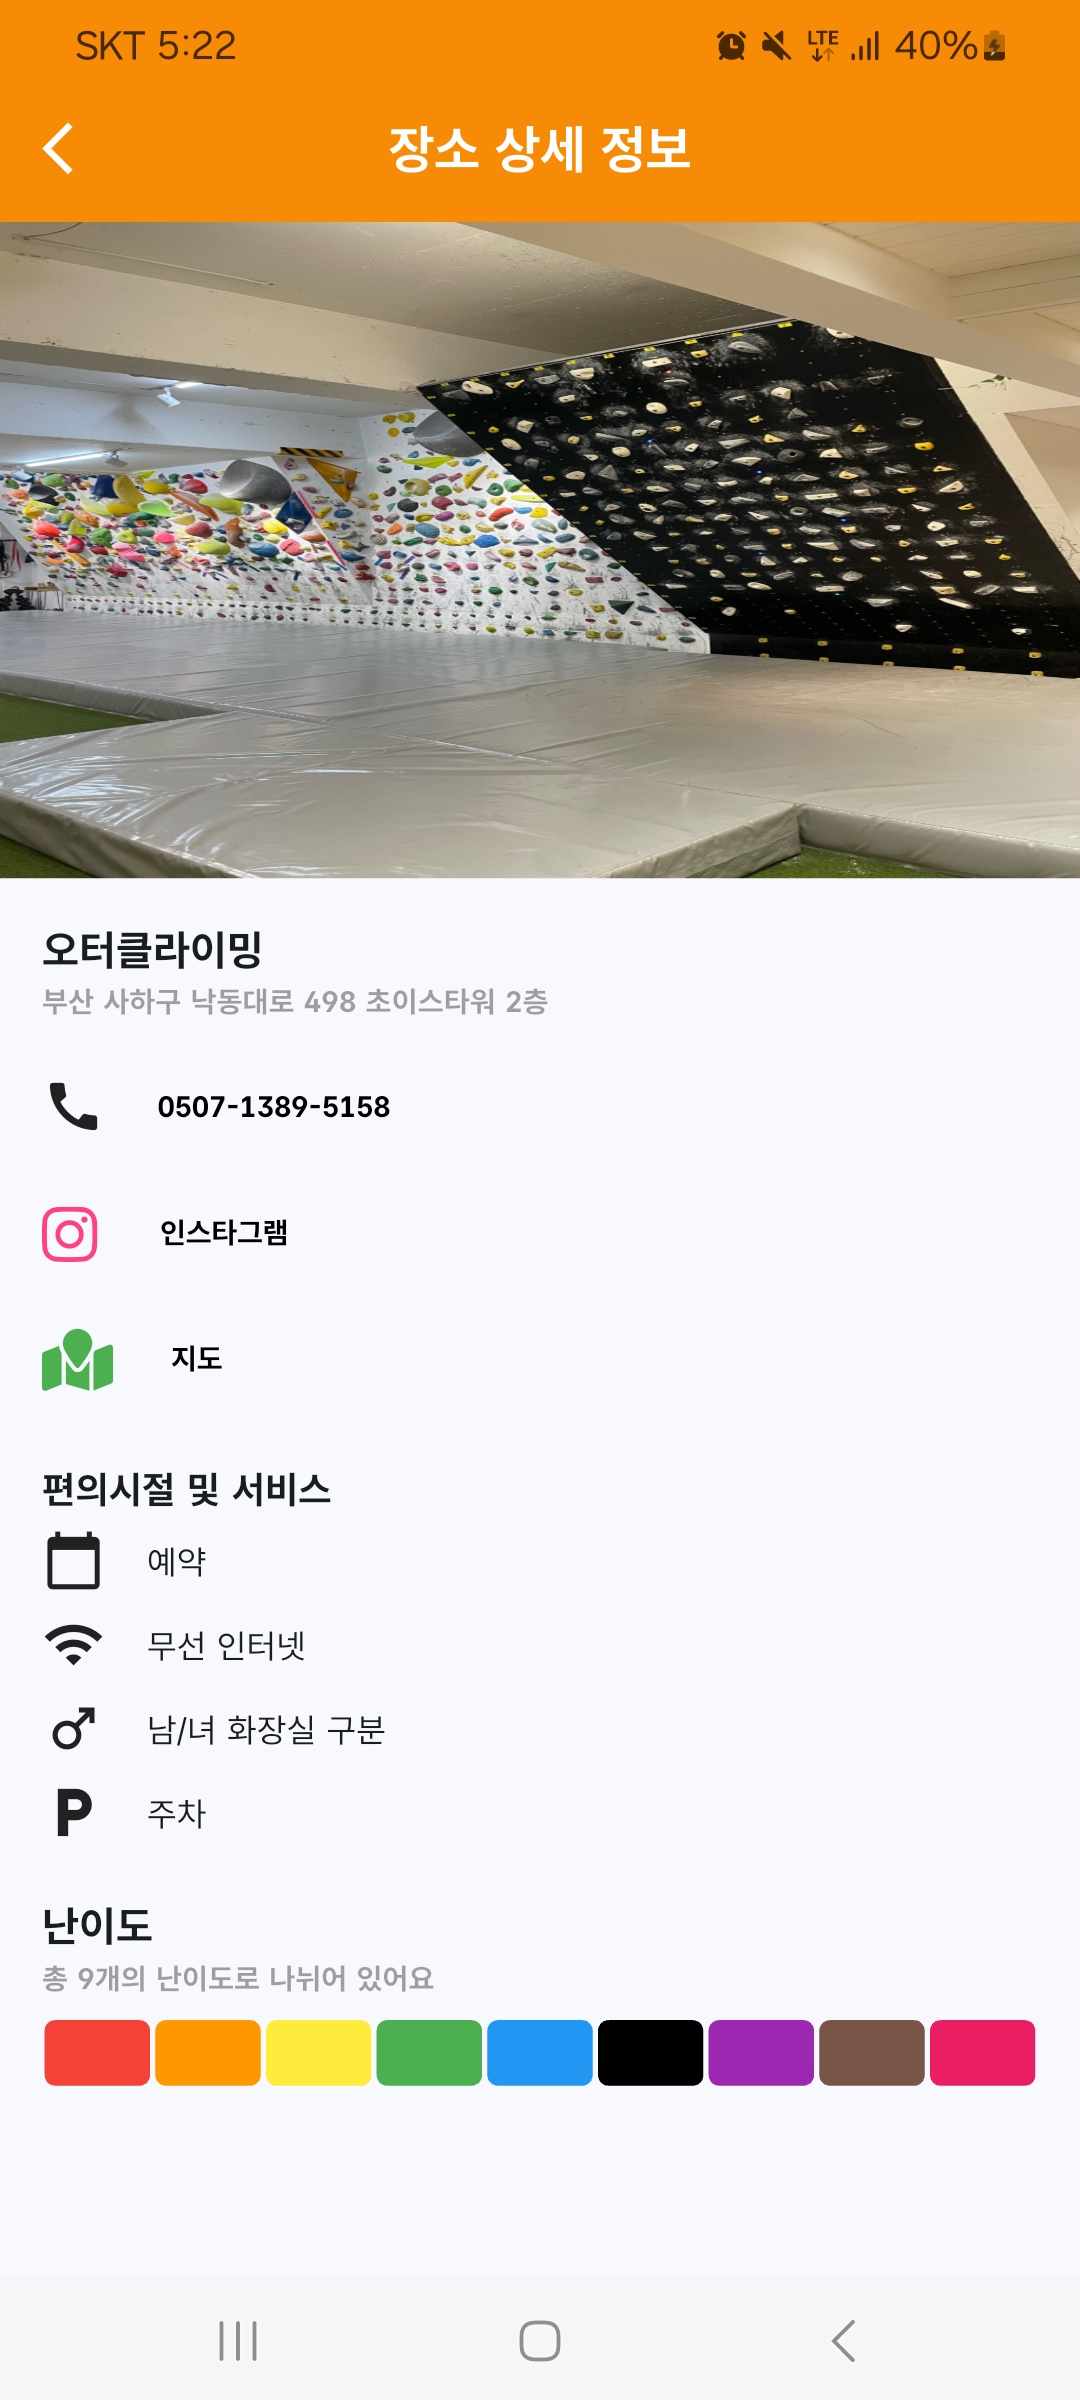 SKT 5:22
LTE 40%
장소 상세 정보
오터클라이밍
부산 사하구 낙동대로 498 초이스타워 2층
0507-1389-5158
인스타그램
지도
편의시절 및 서비스
예약
무선 인터넷
남/녀 화장실 구분
P 주차
난이도
총 9개의 난이도로 나뉘어 있어요